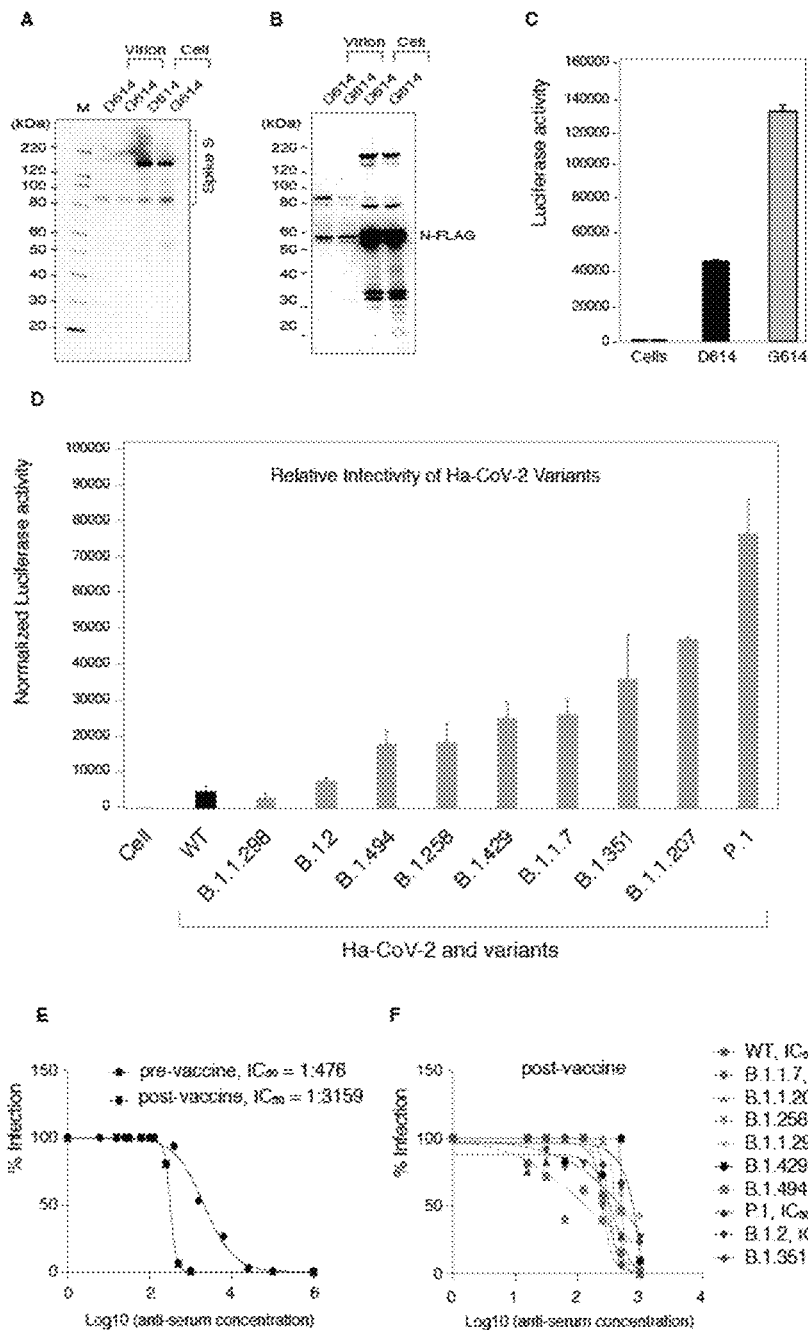 A
Virion Cell
M D614 G614 D614 G614
(kDa)
220
120
100
80
60
50
40
30
20
Spike S
B
Virion Cell
D614 G614 D614 G614
(kDa)
220
120
100
80
60
50
40
30
20
N-FLAG
C
Luciferase activity
160000
140000
120000
100000
80000
60000
40000
20000
0
Cells D614 G614
D
Relative Infectivity of Ha-CoV-2 Variants
Normalized Luciferase activity
100000
90000
80000
70000
60000
50000
40000
30000
20000
10000
0
Cell WT B.1.1.298 B.1.2 B.1.494 B.1.258 B.1.429 B.1.1.7 B.1.351 B.1.1.207 P.1
Ha-CoV-2 and variants
E
pre-vaccine, IC₅₀ = 1:476
post-vaccine, IC₅₀ = 1:3159
% Infection
150
100
50
0
0 2 4 6
Log10 (anti-serum concentration)
F
post-vaccine
% Infection
150
100
50
0
0 1 2 3 4
Log10 (anti-serum concentration)
WT,
B.1.1.7,
B.1.1.20
B.1.1.29
B.1.429
B.1.494
P.1, IC₅₀
B.1.2,
B.1.351